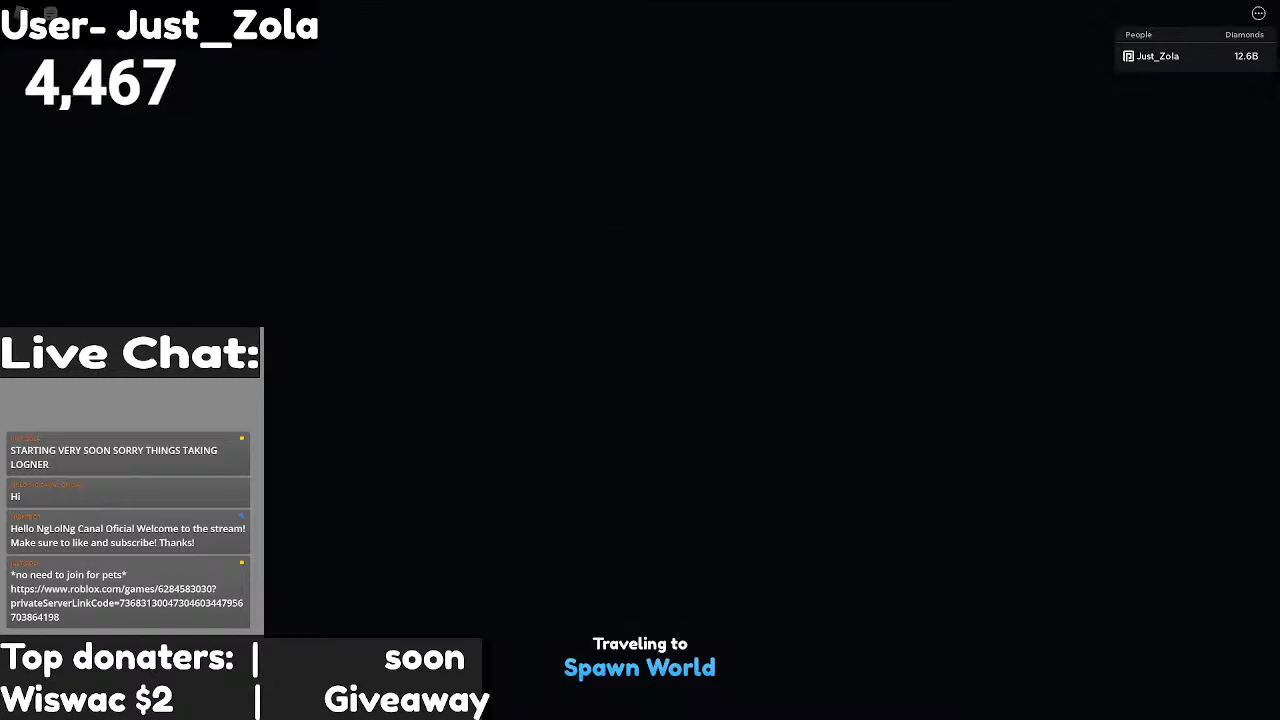 User- Just_Zola
4,467
People Diamonds
Just_Zola 12.6B
Live Chat:
STARTING VERY SOON SORRY THINGS TAKING
LOGNER
Hi
Hello NgLolNg Canal Oficial Welcome to the stream!
Make sure to like and subscribe! Thanks!
*no need to join for pets*
https://www.roblox.com/games/6284583030?
privateServerLinkCode=73683130047304603447956
703864198
Top donaters: | soon
Wiswac $2 | Giveaway
Traveling to
Spawn World